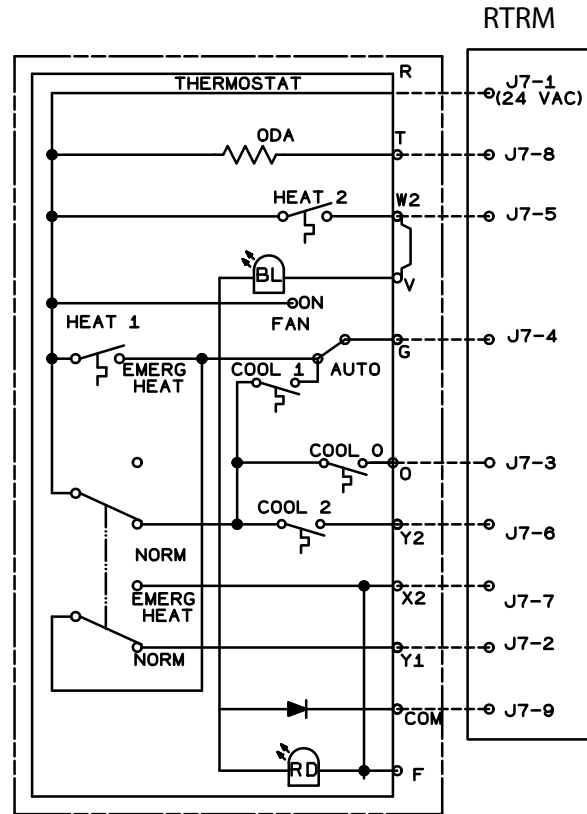 RTRM
R
THERMOSTAT
J7-1
(24 VAC)
ODA
T
J7-8
HEAT 2
W2
J7-5
BL
V
ON
FAN
HEAT 1
J7-4
G
EMERG
HEAT
COOL 1
AUTO
COOL O
O
J7-3
COOL 2
Y2
J7-6
NORM
EMERG
HEAT
X2
J7-7
NORM
Y1
J7-2
COM
J7-9
RD
F